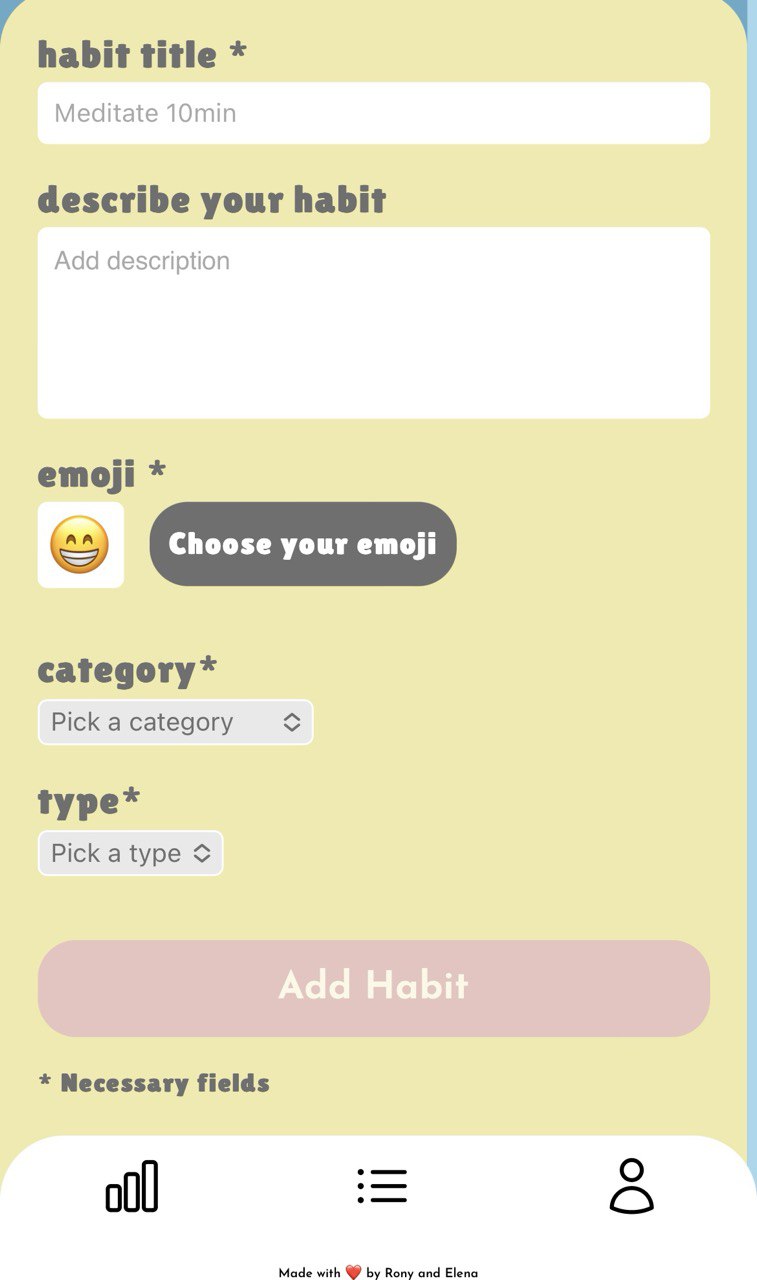 habit title *
Meditate 10min
describe your habit
Add description
emoji *
Choose your emoji
category*
Pick a category
type*
Pick a type
Add Habit
* Necessary fields
Made with ❤️ by Rony and Elena